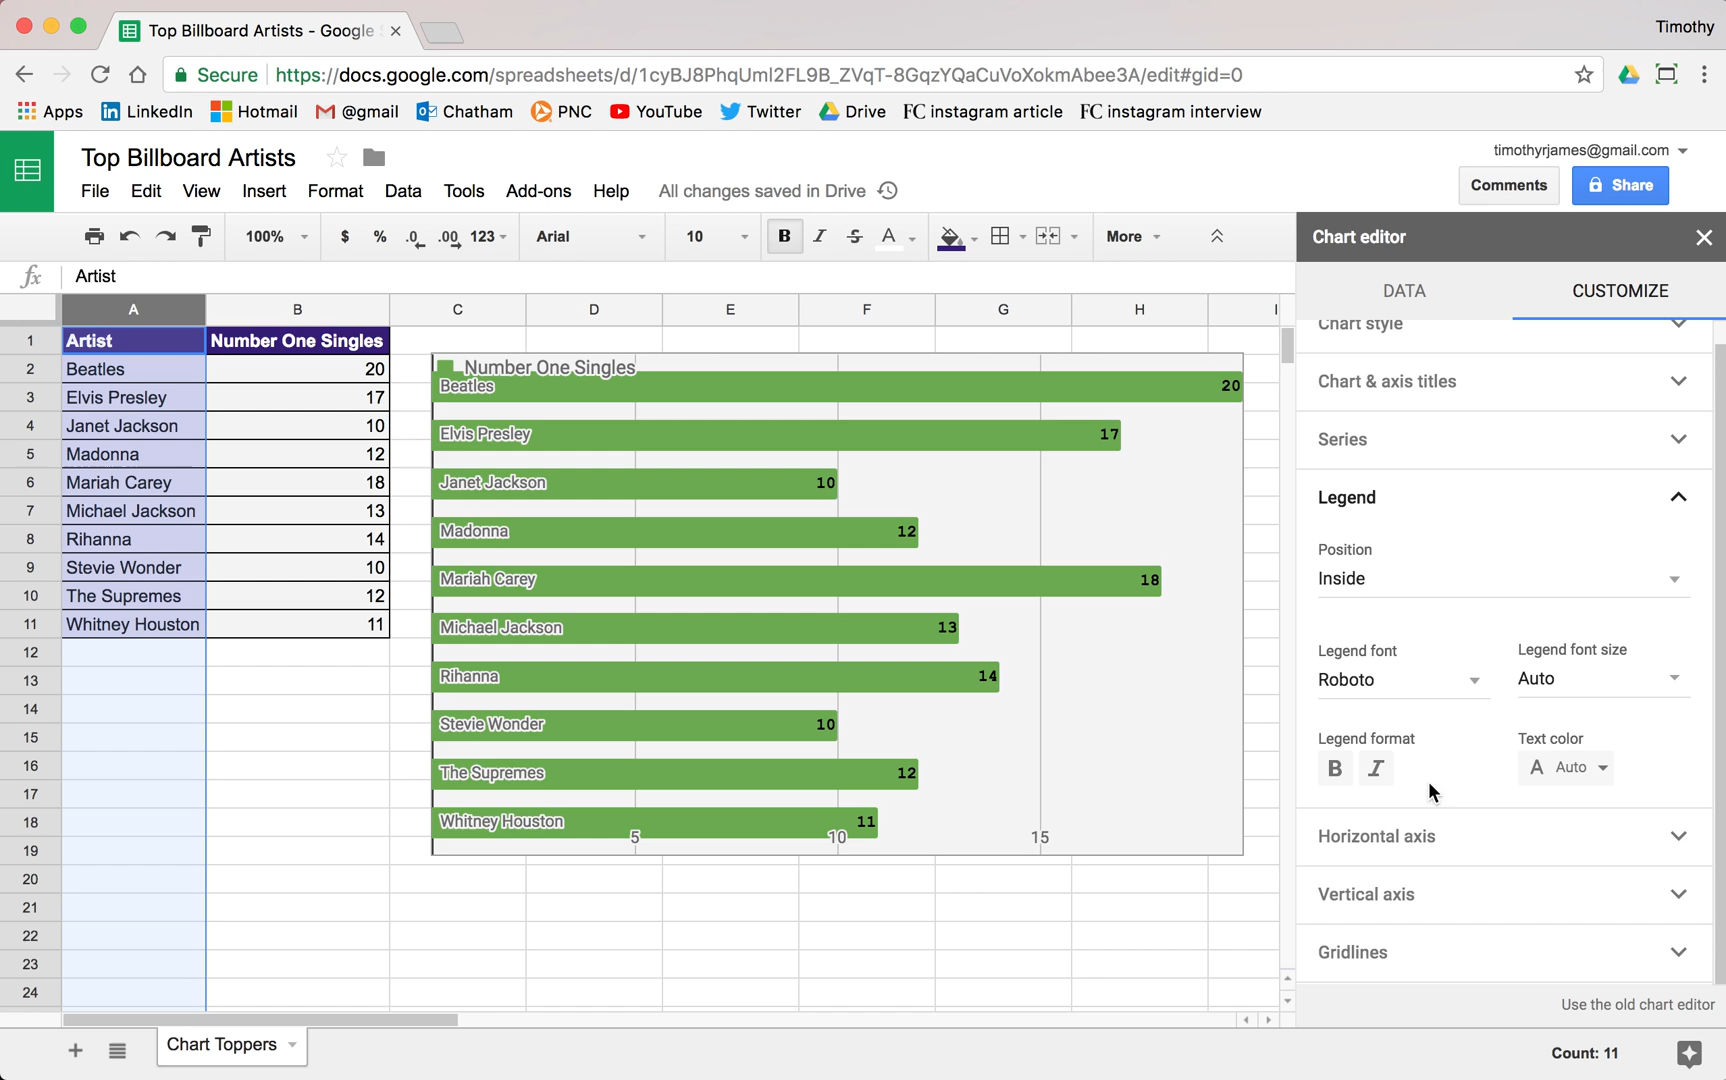 Top Billboard Artists - Google
Timothy
Secure https://docs.google.com/spreadsheets/d/1cyBJ8PhqUml2FL9B_ZVqT-8GqzYQaCuVoXokmAbee3A/edit#gid=0
Apps LinkedIn Hotmail @gmail Chatham PNC YouTube Twitter Drive FC instagram article FC instagram interview
Top Billboard Artists
timothyrjames@gmail.com
File Edit View Insert Format Data Tools Add-ons Help All changes saved in Drive
Comments Share
100% $ % .0 .00 123 Arial 10 B I S A More
Chart editor
fx Artist
DATA CUSTOMIZE
A B C D E F G H I
1 Artist Number One Singles
2 Beatles 20
3 Elvis Presley 17
4 Janet Jackson 10
5 Madonna 12
6 Mariah Carey 18
7 Michael Jackson 13
8 Rihanna 14
9 Stevie Wonder 10
10 The Supremes 12
11 Whitney Houston 11
12
13
14
15
16
17
18
19
20
21
22
23
24
Number One Singles
Beatles 20
Elvis Presley 17
Janet Jackson 10
Madonna 12
Mariah Carey 18
Michael Jackson 13
Rihanna 14
Stevie Wonder 10
The Supremes 12
Whitney Houston 11
5 10 15
Chart style
Chart & axis titles
Series
Legend
Position
Inside
Legend font Legend font size
Roboto Auto
Legend format Text color
B I A Auto
Horizontal axis
Vertical axis
Gridlines
Use the old chart editor
Chart Toppers
Count: 11